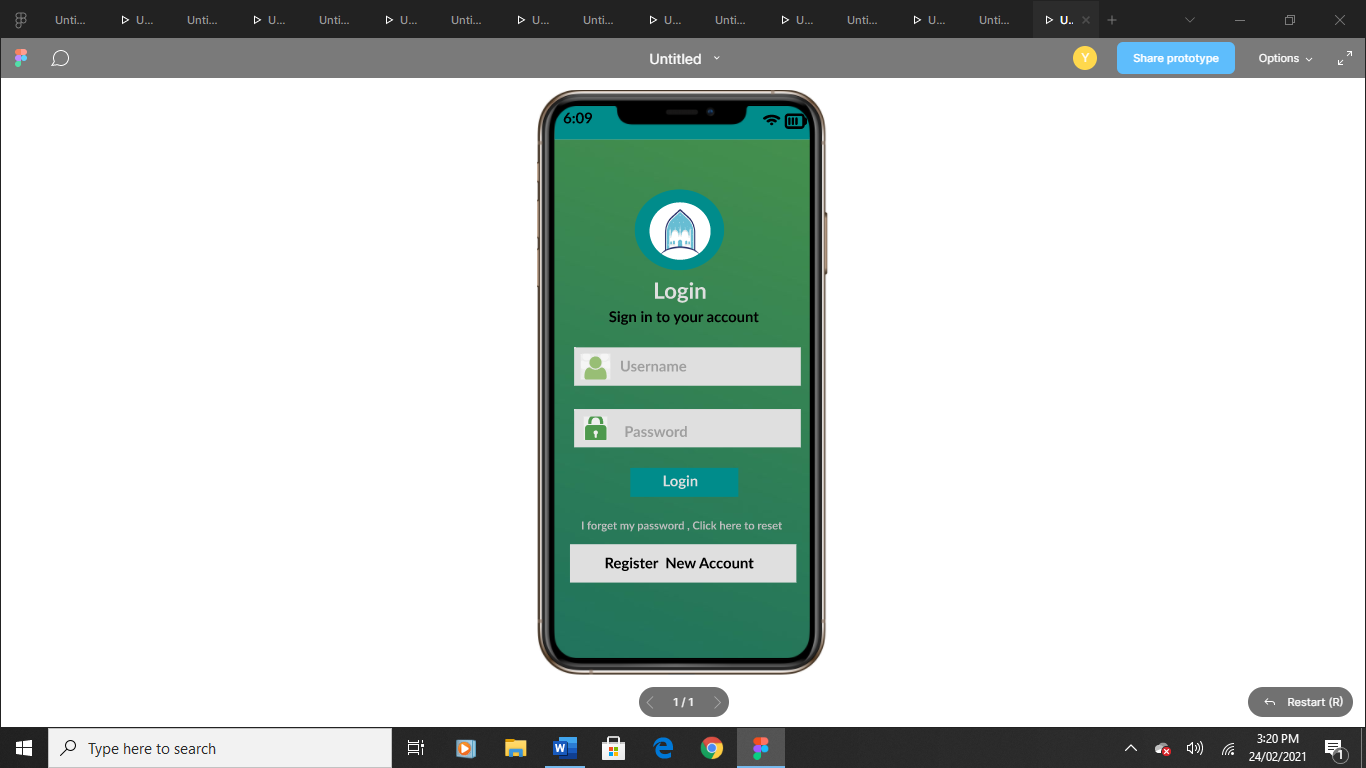 Unti... U... Unti... U... Unti... U... Unti... U... Unti... U... Unti... U... Unti... U... Unti... U..
Untitled
Y
Share prototype
Options
6:09
Login
Sign in to your account
Username
Password
Login
I forget my password , Click here to reset
Register New Account
1 / 1
Restart (R)
Type here to search
W
3:20 PM
24/02/2021
1